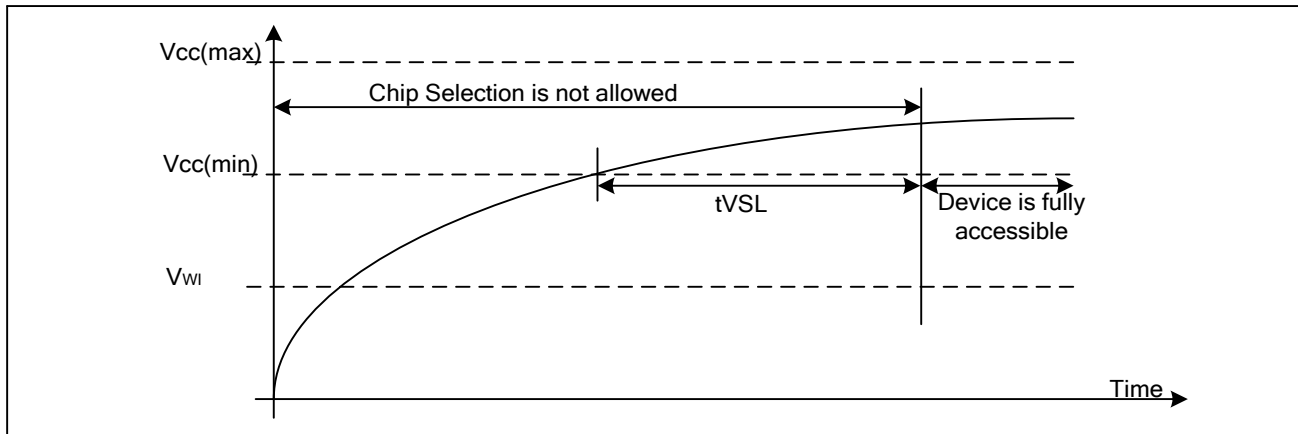 Vcc(max)
Chip Selection is not allowed
Vcc(min)
tVSL
Device is fully
accessible
VWI
Time